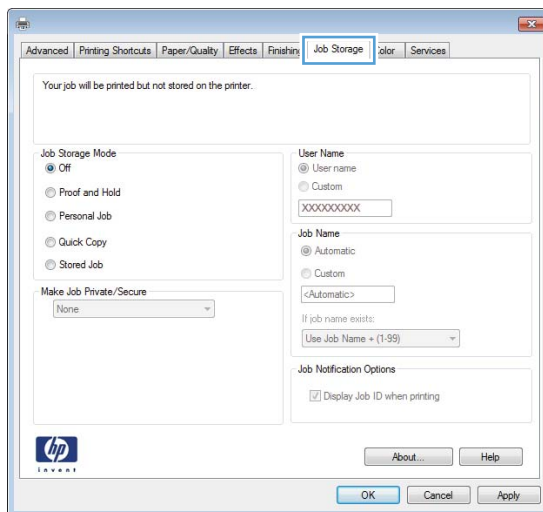 Advanced Printing Shortcuts Paper/Quality Effects Finishing Job Storage Color Services
Your job will be printed but not stored on the printer.
Job Storage Mode
Off
Proof and Hold
Personal Job
Quick Copy
Stored Job
Make Job Private/Secure
None
User Name
User name
Custom
XXXXXXXXX
Job Name
Automatic
Custom
<Automatic>
If job name exists:
Use Job Name + (1-99)
Job Notification Options
Display Job ID when printing
hp
invent
About... Help
OK Cancel Apply